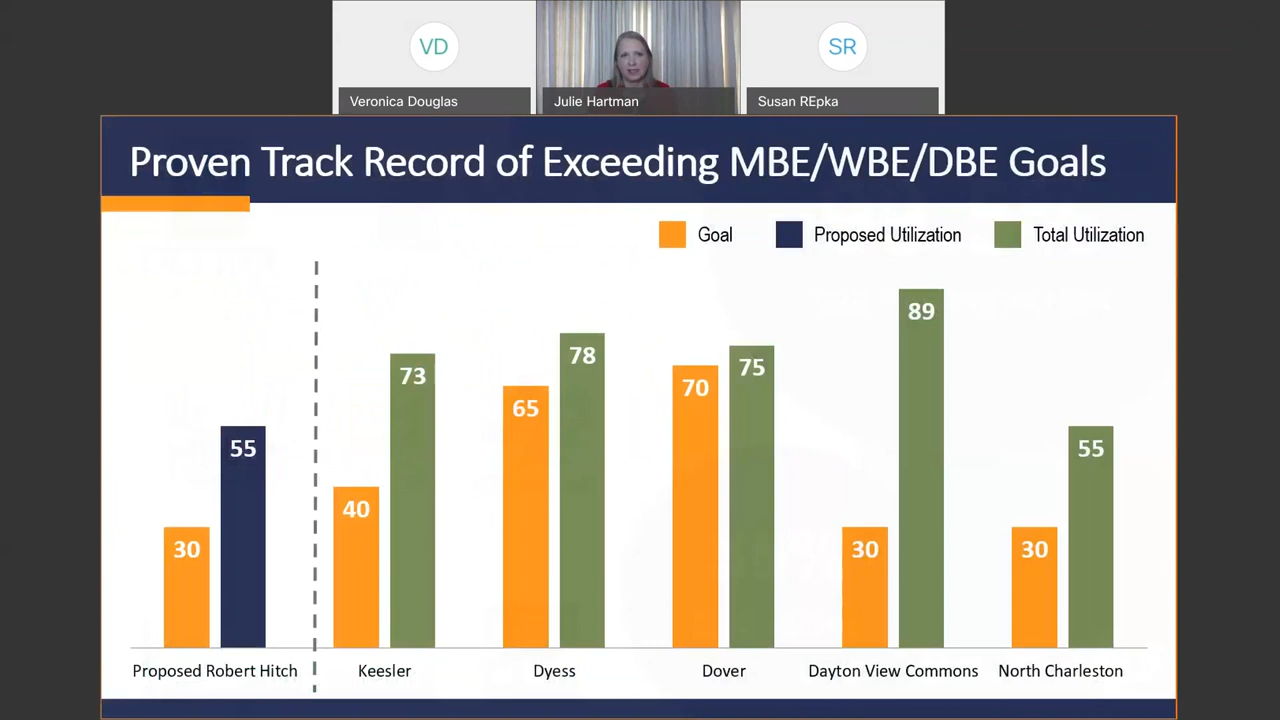 VD
SR
Veronica Douglas
Julie Hartman
Susan REpka
Proven Track Record of Exceeding MBE/WBE/DBE Goals
Goal
Proposed Utilization
Total Utilization
30
55
40
73
65
78
70
75
30
89
30
55
Proposed Robert Hitch
Keesler
Dyess
Dover
Dayton View Commons
North Charleston